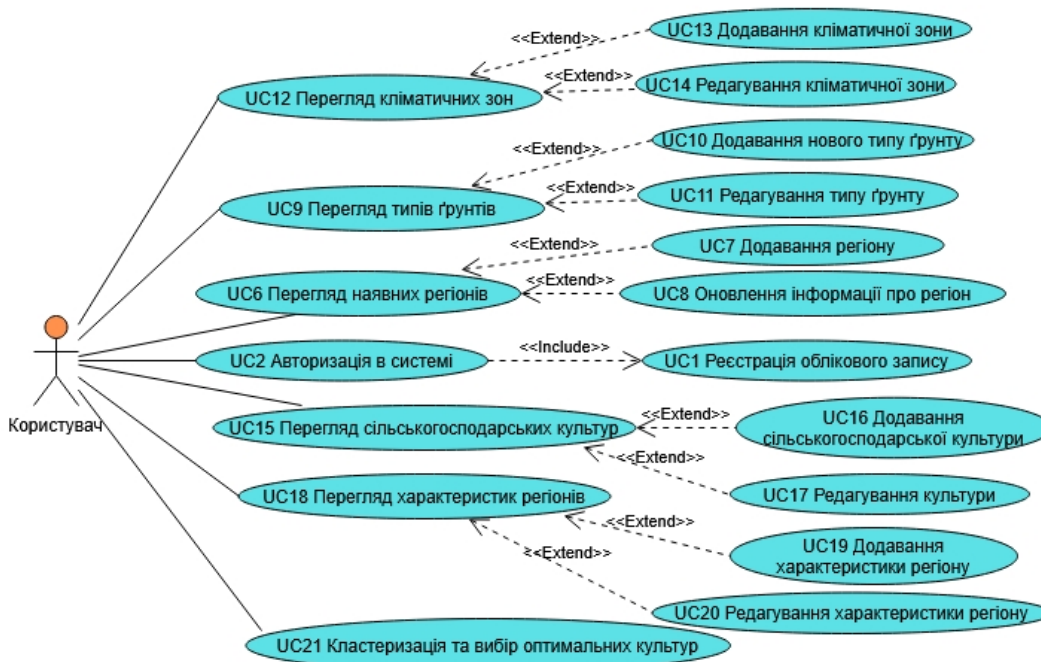 <<Extend>>
UC13 Додавання кліматичної зони
<<Extend>>
UC14 Редагування кліматичної зони
UC12 Перегляд кліматичних зон
<<Extend>>
UC10 Додавання нового типу ґрунту
<<Extend>>
UC11 Редагування типу ґрунту
UC9 Перегляд типів ґрунтів
<<Extend>>
UC7 Додавання регіону
<<Extend>>
UC8 Оновлення інформації про регіон
UC6 Перегляд наявних регіонів
UC2 Авторизація в системі
<<Include>>
UC1 Реєстрація облікового запису
Користувач
UC15 Перегляд сільськогосподарських культур
<<Extend>>
UC16 Додавання
сільськогосподарської культури
<<Extend>>
UC17 Редагування культури
UC18 Перегляд характеристик регіонів
<<Extend>>
UC19 Додавання
характеристики регіону
<<Extend>>
UC20 Редагування характеристики регіону
UC21 Кластеризація та вибір оптимальних культур